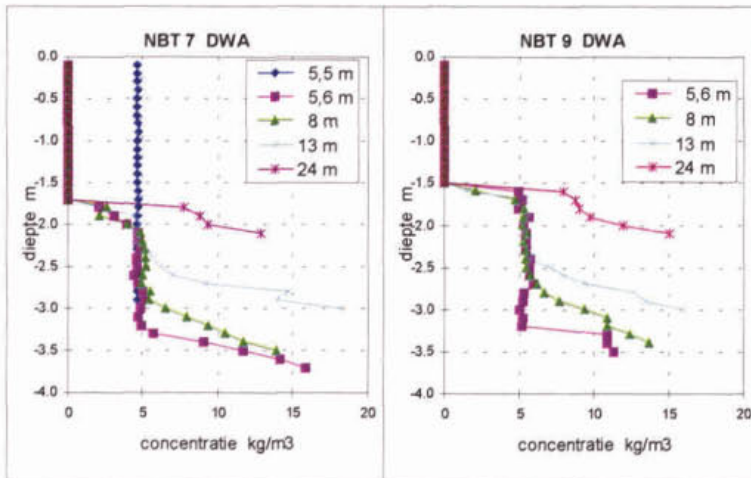 NBT 7 DWA
0.0
-0.5
-1.0
-1.5
-2.0
-2.5
-3.0
-3.5
-4.0
diepte m
0 5 10 15 20
concentratie kg/m3
5,5 m
5,6 m
8 m
13 m
24 m
NBT 9 DWA
0.0
-0.5
-1.0
-1.5
-2.0
-2.5
-3.0
-3.5
-4.0
diepte m
0 5 10 15 20
concentratie kg/m3
5,6 m
8 m
13 m
24 m